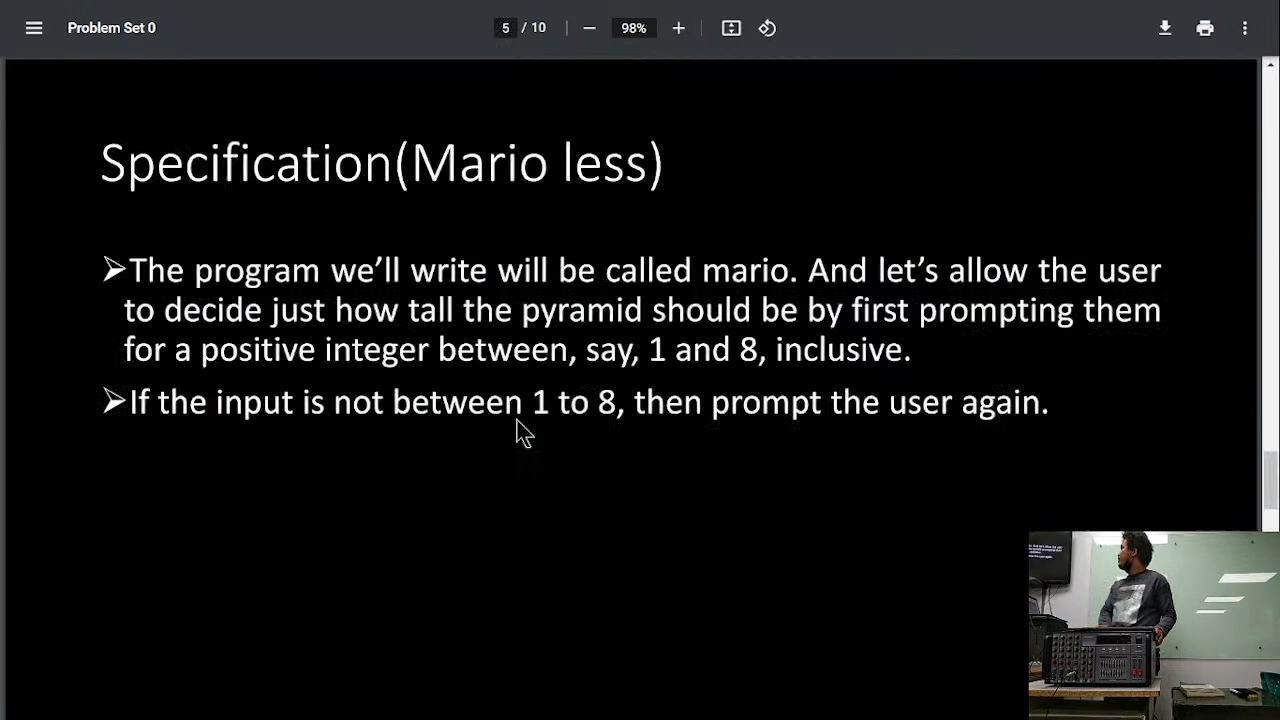 Problem Set 0
5 / 10
98%
Specification(Mario less)
➢The program we’ll write will be called mario. And let’s allow the user
to decide just how tall the pyramid should be by first prompting them
for a positive integer between, say, 1 and 8, inclusive.
➢If the input is not between 1 to 8, then prompt the user again.